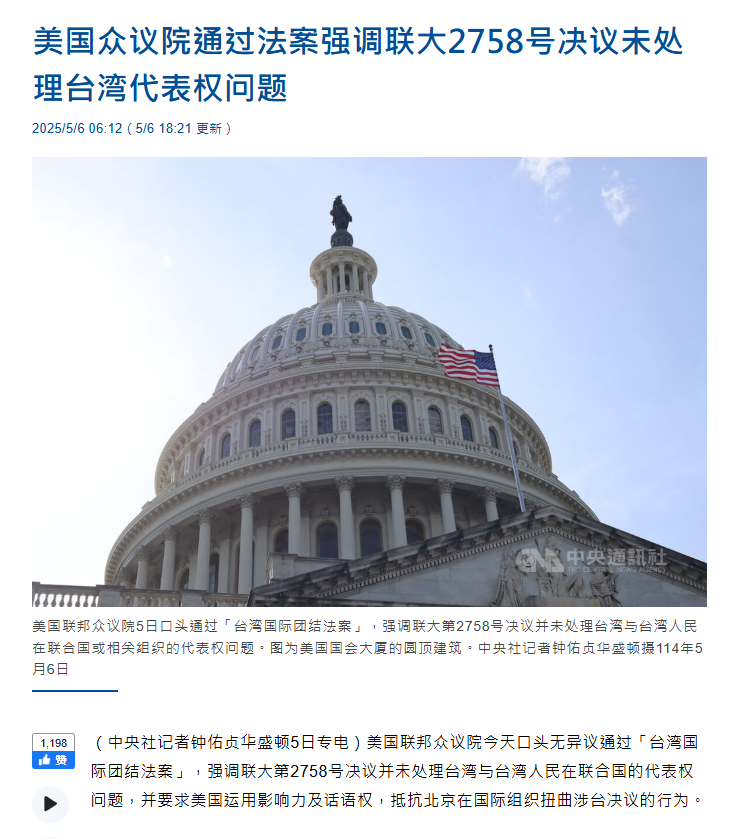 美国众议院通过法案强调联大2758号决议未处
理台湾代表权问题
2025/5/6 06:12（5/6 18:21 更新）
CNA 中央通訊社
THE CENTRAL NEWS AGENCY
美国联邦众议院5日口头通过「台湾国际团结法案」，强调联大第2758号决议并未处理台湾与台湾人民
在联合国或相关组织的代表权问题。图为美国国会大厦的圆顶建筑。中央社记者钟佑贞华盛顿摄114年5
月6日
1,198
赞
（中央社记者钟佑贞华盛顿5日专电）美国联邦众议院今天口头无异议通过「台湾国
际团结法案」，强调联大第2758号决议并未处理台湾与台湾人民在联合国的代表权
问题，并要求美国运用影响力及话语权，抵抗北京在国际组织扭曲涉台决议的行为。